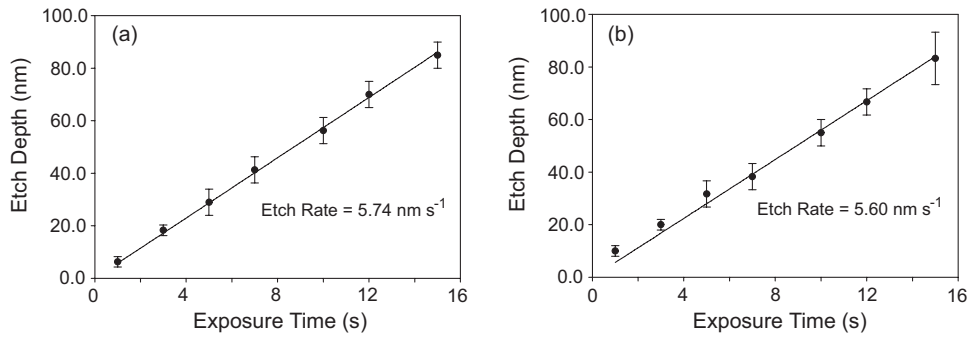 (a)
Etch Depth (nm)
100.0
80.0
60.0
40.0
20.0
0.0
Etch Rate = 5.74 nm s⁻¹
0 4 8 12 16
Exposure Time (s)
(b)
Etch Depth (nm)
100.0
80.0
60.0
40.0
20.0
0.0
Etch Rate = 5.60 nm s⁻¹
0 4 8 12 16
Exposure Time (s)